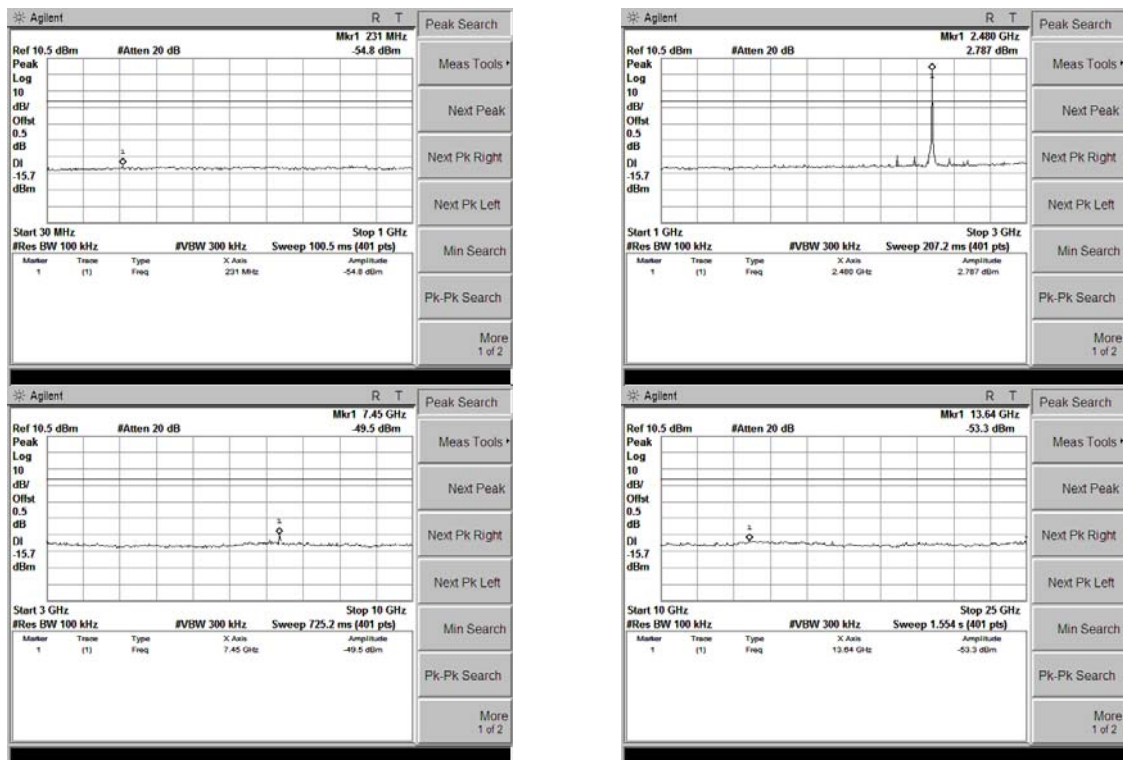 Agilent R T
Peak Search
Mkr1 231 MHz
Ref 10.5 dBm #Atten 20 dB -54.8 dBm
Peak
Log
10
dB/
Offst
0.5
dB
DI
-15.7
dBm
1
Start 30 MHz Stop 1 GHz
#Res BW 100 kHz #VBW 300 kHz Sweep 100.5 ms (401 pts)
Marker Trace Type X Axis Amplitude
1 (1) Freq 231 MHz -54.8 dBm
Meas Tools
Next Peak
Next Pk Right
Next Pk Left
Min Search
Pk-Pk Search
More
1 of 2
Agilent R T
Peak Search
Mkr1 2.480 GHz
Ref 10.5 dBm #Atten 20 dB 2.787 dBm
Peak
Log
10
dB/
Offst
0.5
dB
DI
-15.7
dBm
1
Start 1 GHz Stop 3 GHz
#Res BW 100 kHz #VBW 300 kHz Sweep 207.2 ms (401 pts)
Marker Trace Type X Axis Amplitude
1 (1) Freq 2.480 GHz 2.787 dBm
Meas Tools
Next Peak
Next Pk Right
Next Pk Left
Min Search
Pk-Pk Search
More
1 of 2
Agilent R T
Peak Search
Mkr1 7.45 GHz
Ref 10.5 dBm #Atten 20 dB -49.5 dBm
Peak
Log
10
dB/
Offst
0.5
dB
DI
-15.7
dBm
1
Start 3 GHz Stop 10 GHz
#Res BW 100 kHz #VBW 300 kHz Sweep 725.2 ms (401 pts)
Marker Trace Type X Axis Amplitude
1 (1) Freq 7.45 GHz -49.5 dBm
Meas Tools
Next Peak
Next Pk Right
Next Pk Left
Min Search
Pk-Pk Search
More
1 of 2
Agilent R T
Peak Search
Mkr1 13.64 GHz
Ref 10.5 dBm #Atten 20 dB -53.3 dBm
Peak
Log
10
dB/
Offst
0.5
dB
DI
-15.7
dBm
1
Start 10 GHz Stop 25 GHz
#Res BW 100 kHz #VBW 300 kHz Sweep 1.554 s (401 pts)
Marker Trace Type X Axis Amplitude
1 (1) Freq 13.64 GHz -53.3 dBm
Meas Tools
Next Peak
Next Pk Right
Next Pk Left
Min Search
Pk-Pk Search
More
1 of 2